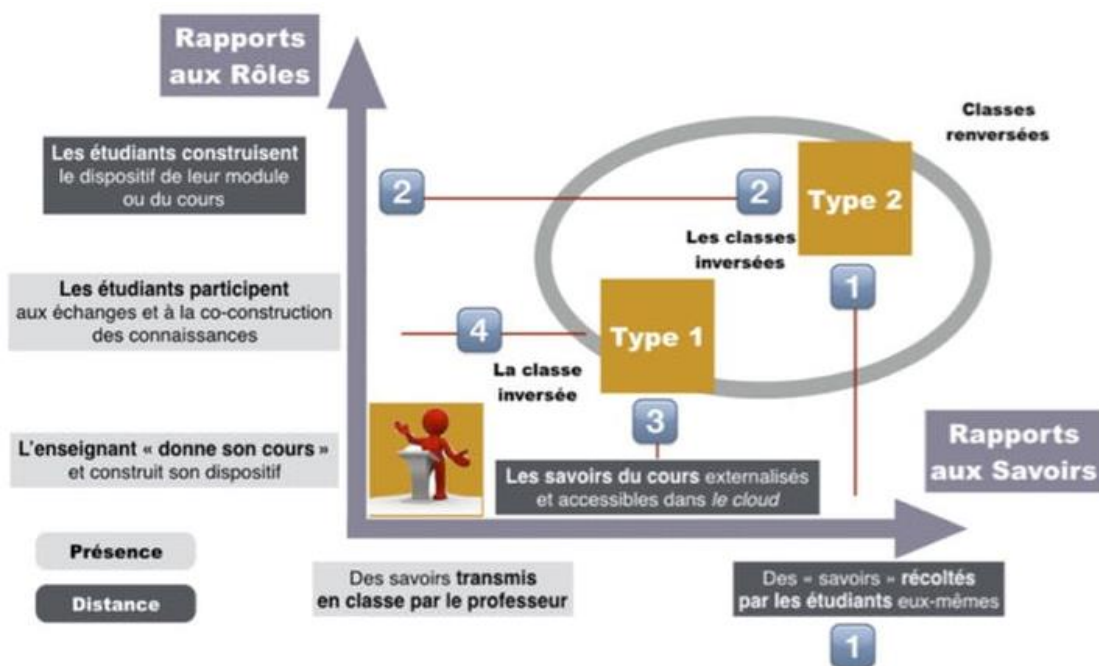 Rapports
aux Rôles
Classes
renversées
Les étudiants construisent
le dispositif de leur module
ou du cours
2
2
Type 2
Les classes
inversées
1
Les étudiants participent
aux échanges et à la co-construction
des connaissances
4
Type 1
La classe
inversée
3
L'enseignant « donne son cours »
et construit son dispositif
Les savoirs du cours externalisés
et accessibles dans le cloud
Rapports
aux Savoirs
Présence
Distance
Des savoirs transmis
en classe par le professeur
Des « savoirs » récoltés
par les étudiants eux-mêmes
1